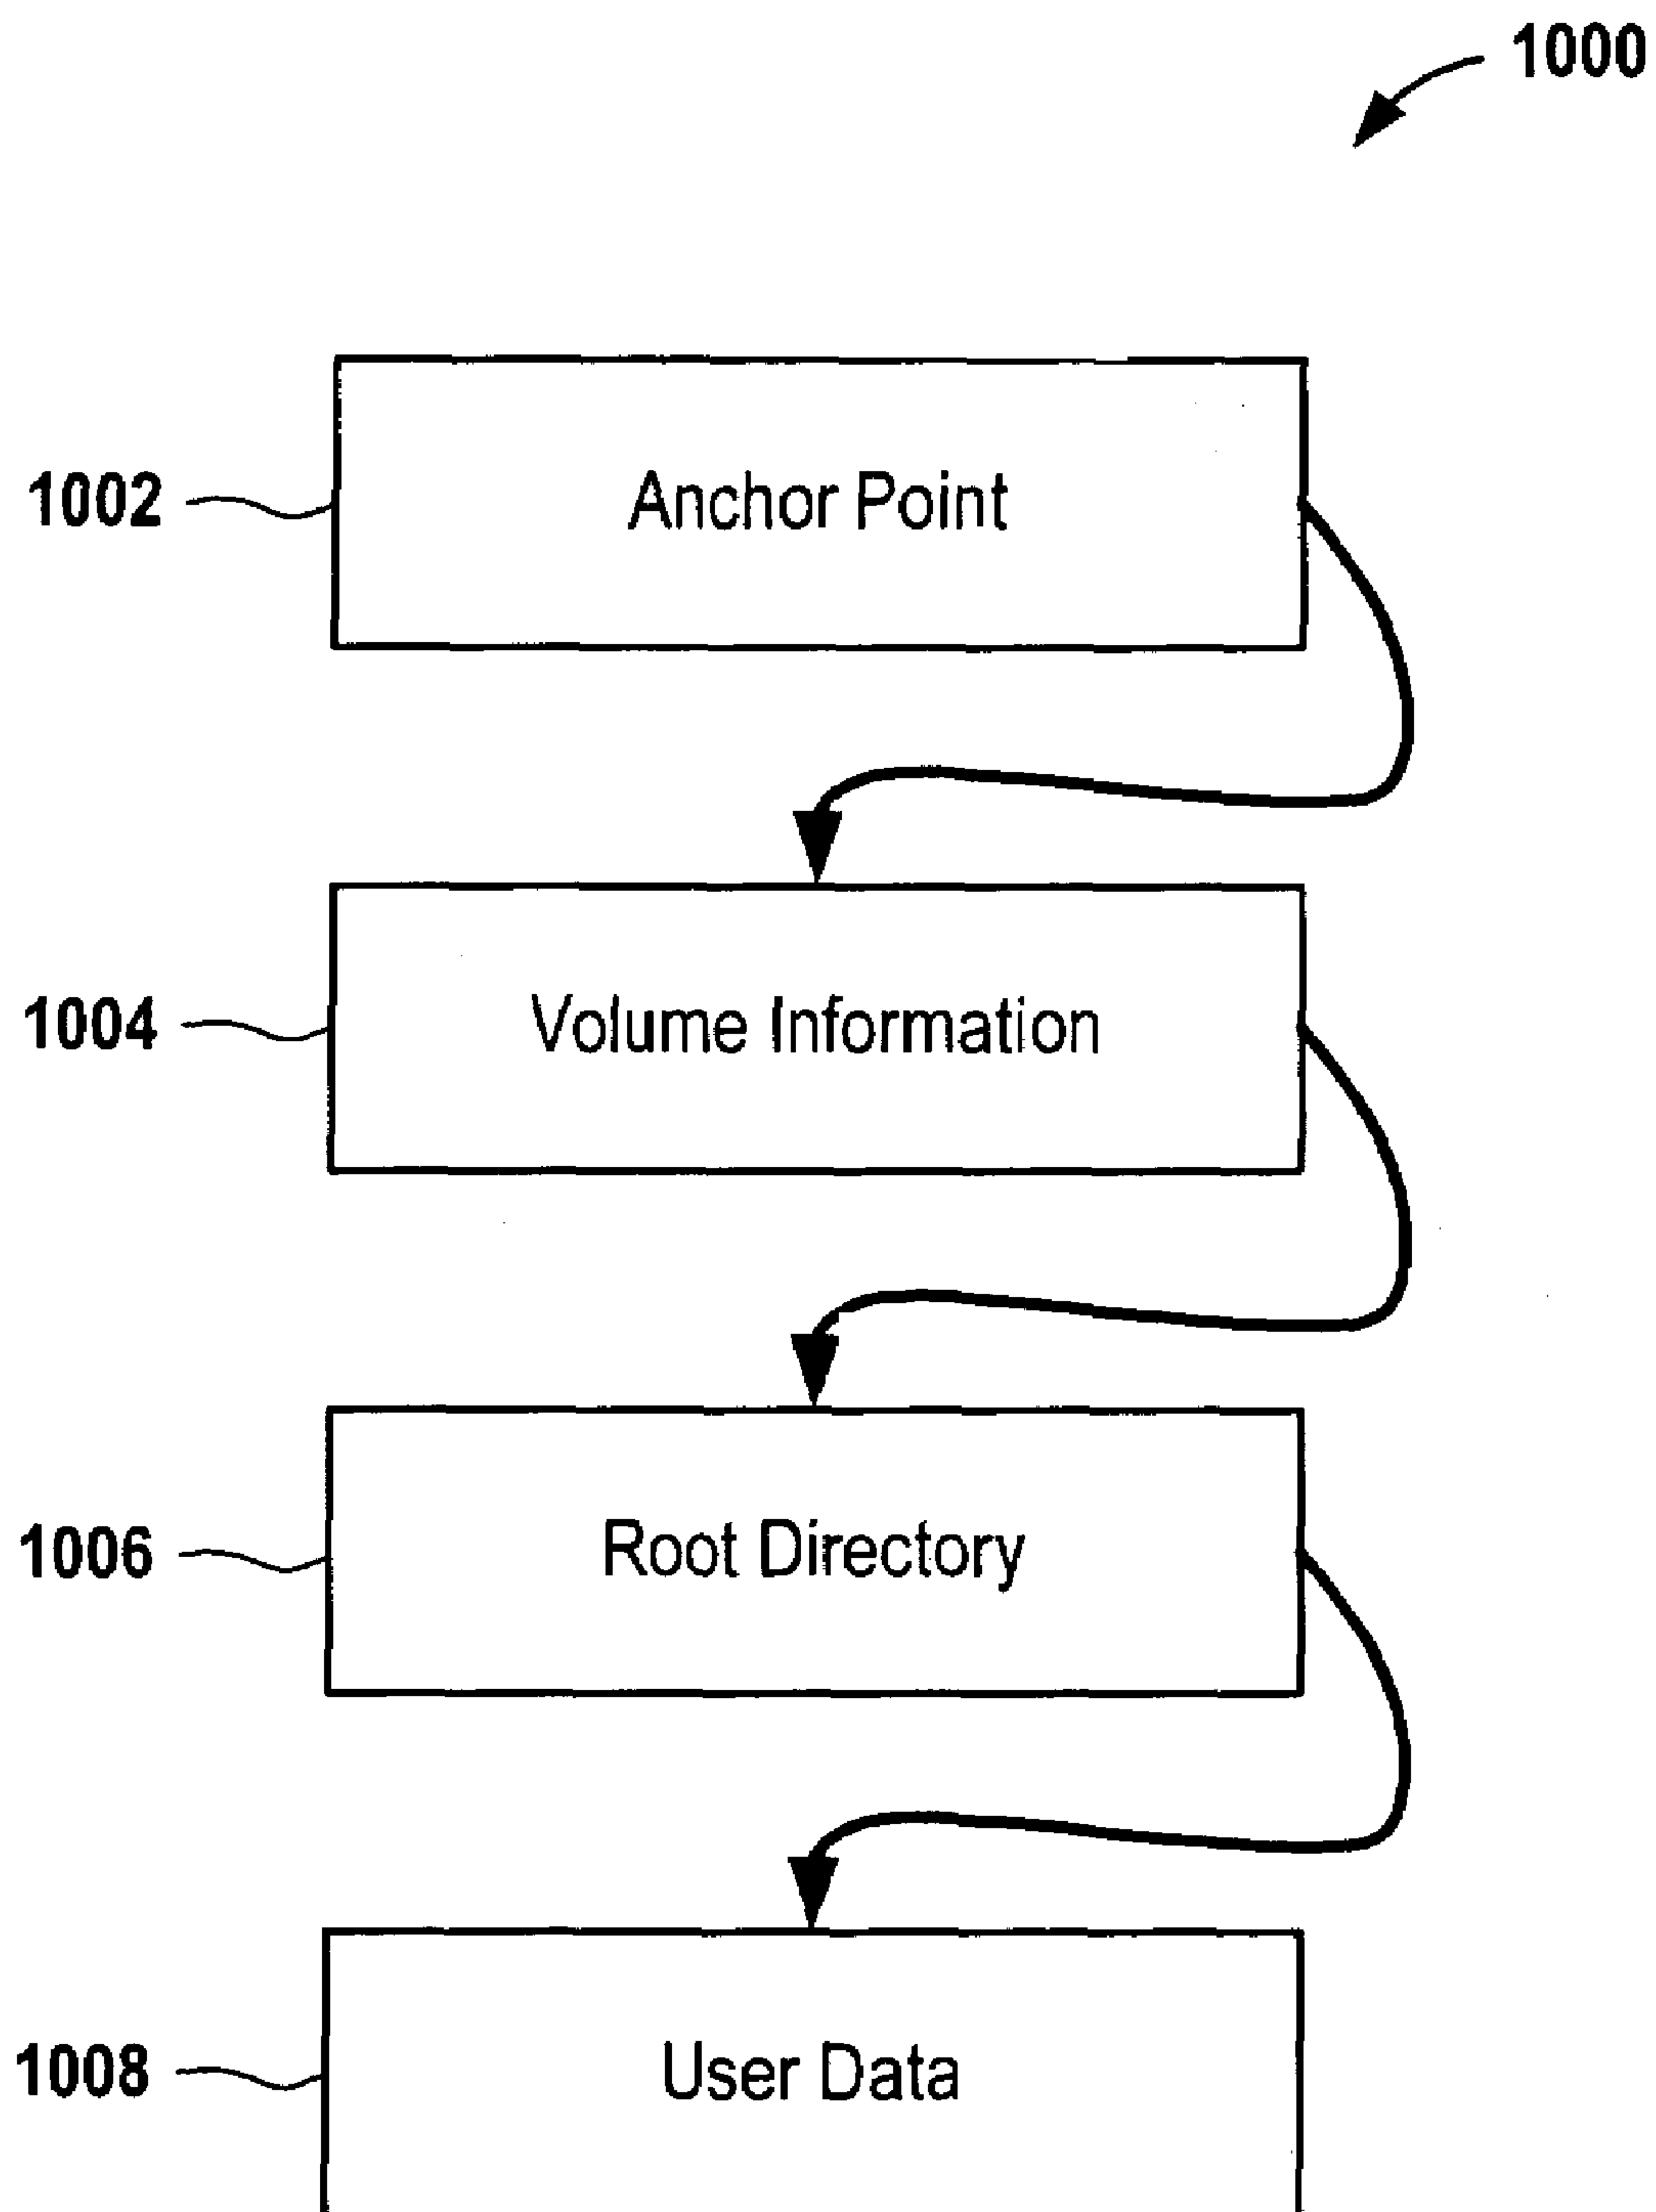 1000
1002 Anchor Point
1004 Volume Information
1006 Root Directory
1008 User Data